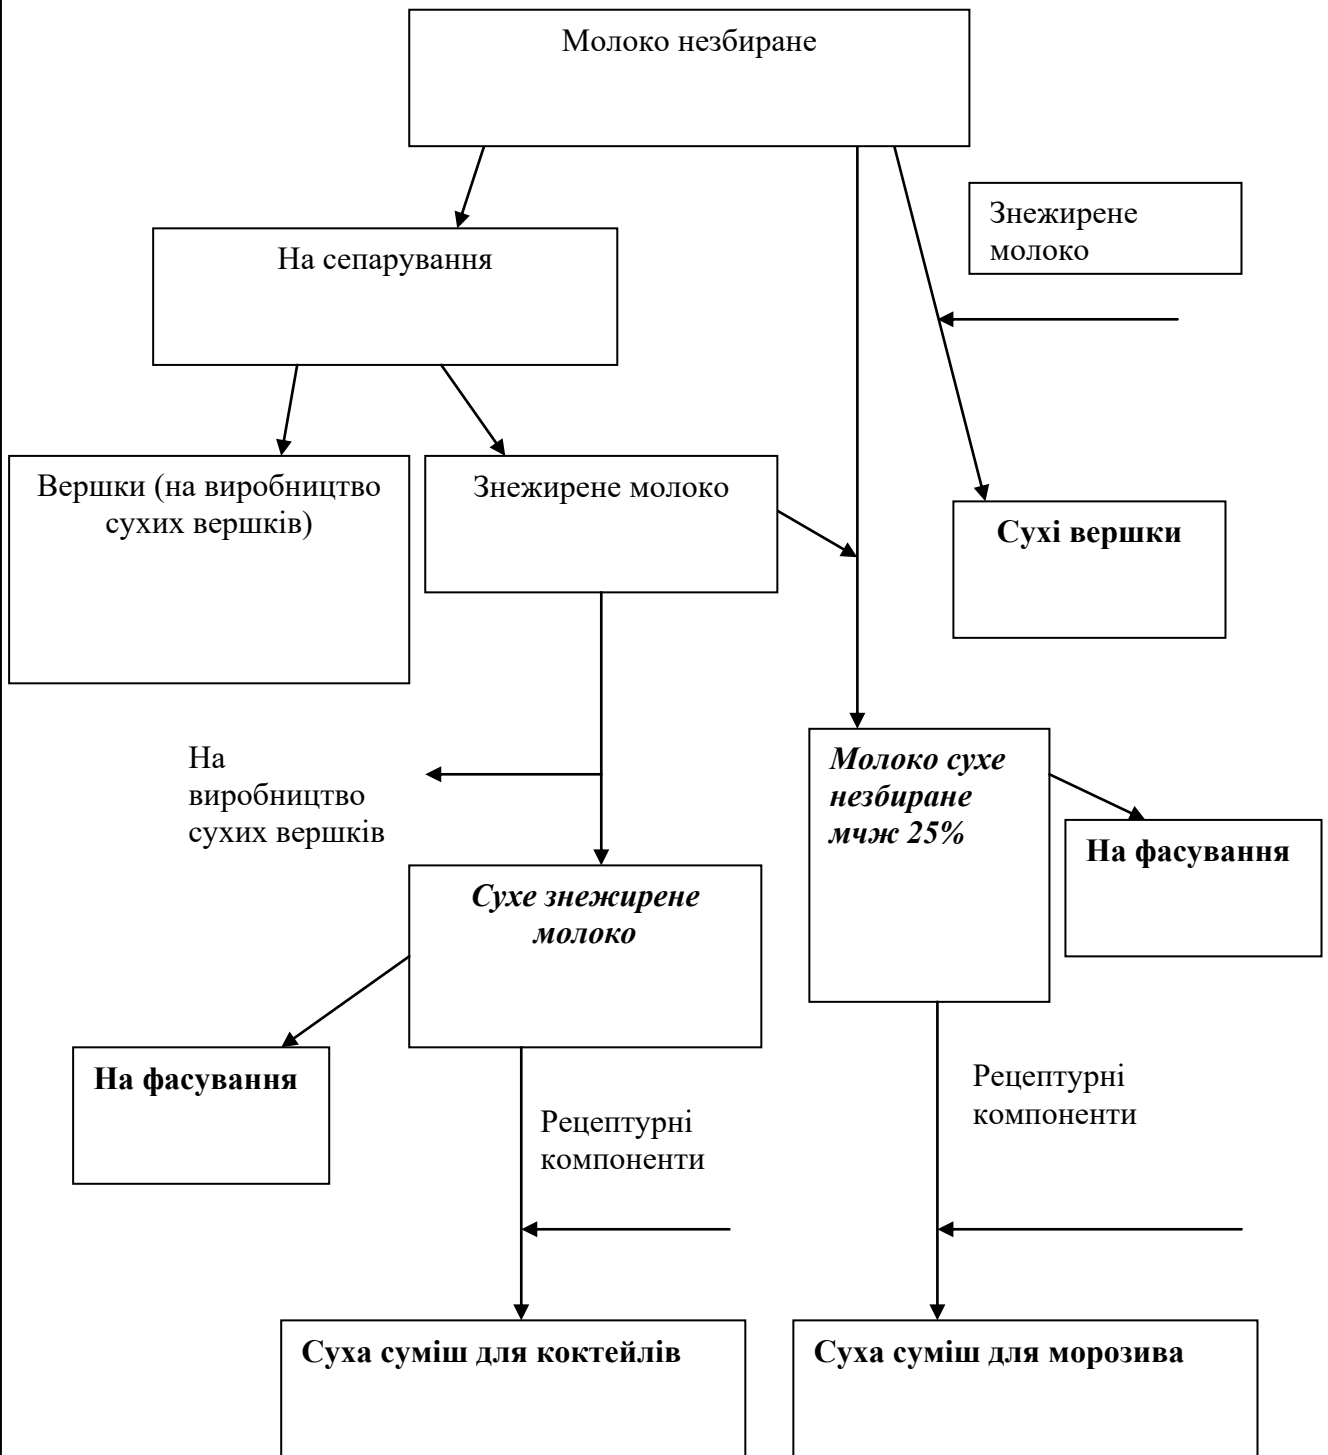 Молоко незбиране
Знежирене
молоко
На сепарування
Вершки (на виробництво
сухих вершків)
Знежирене молоко
Сухі вершки
На
виробництво
сухих вершків
Молоко сухе
незбиране
мчж 25%
На фасування
Сухе знежирене
молоко
На фасування
Рецептурні
компоненти
Рецептурні
компоненти
Суха суміш для коктейлів
Суха суміш для морозива